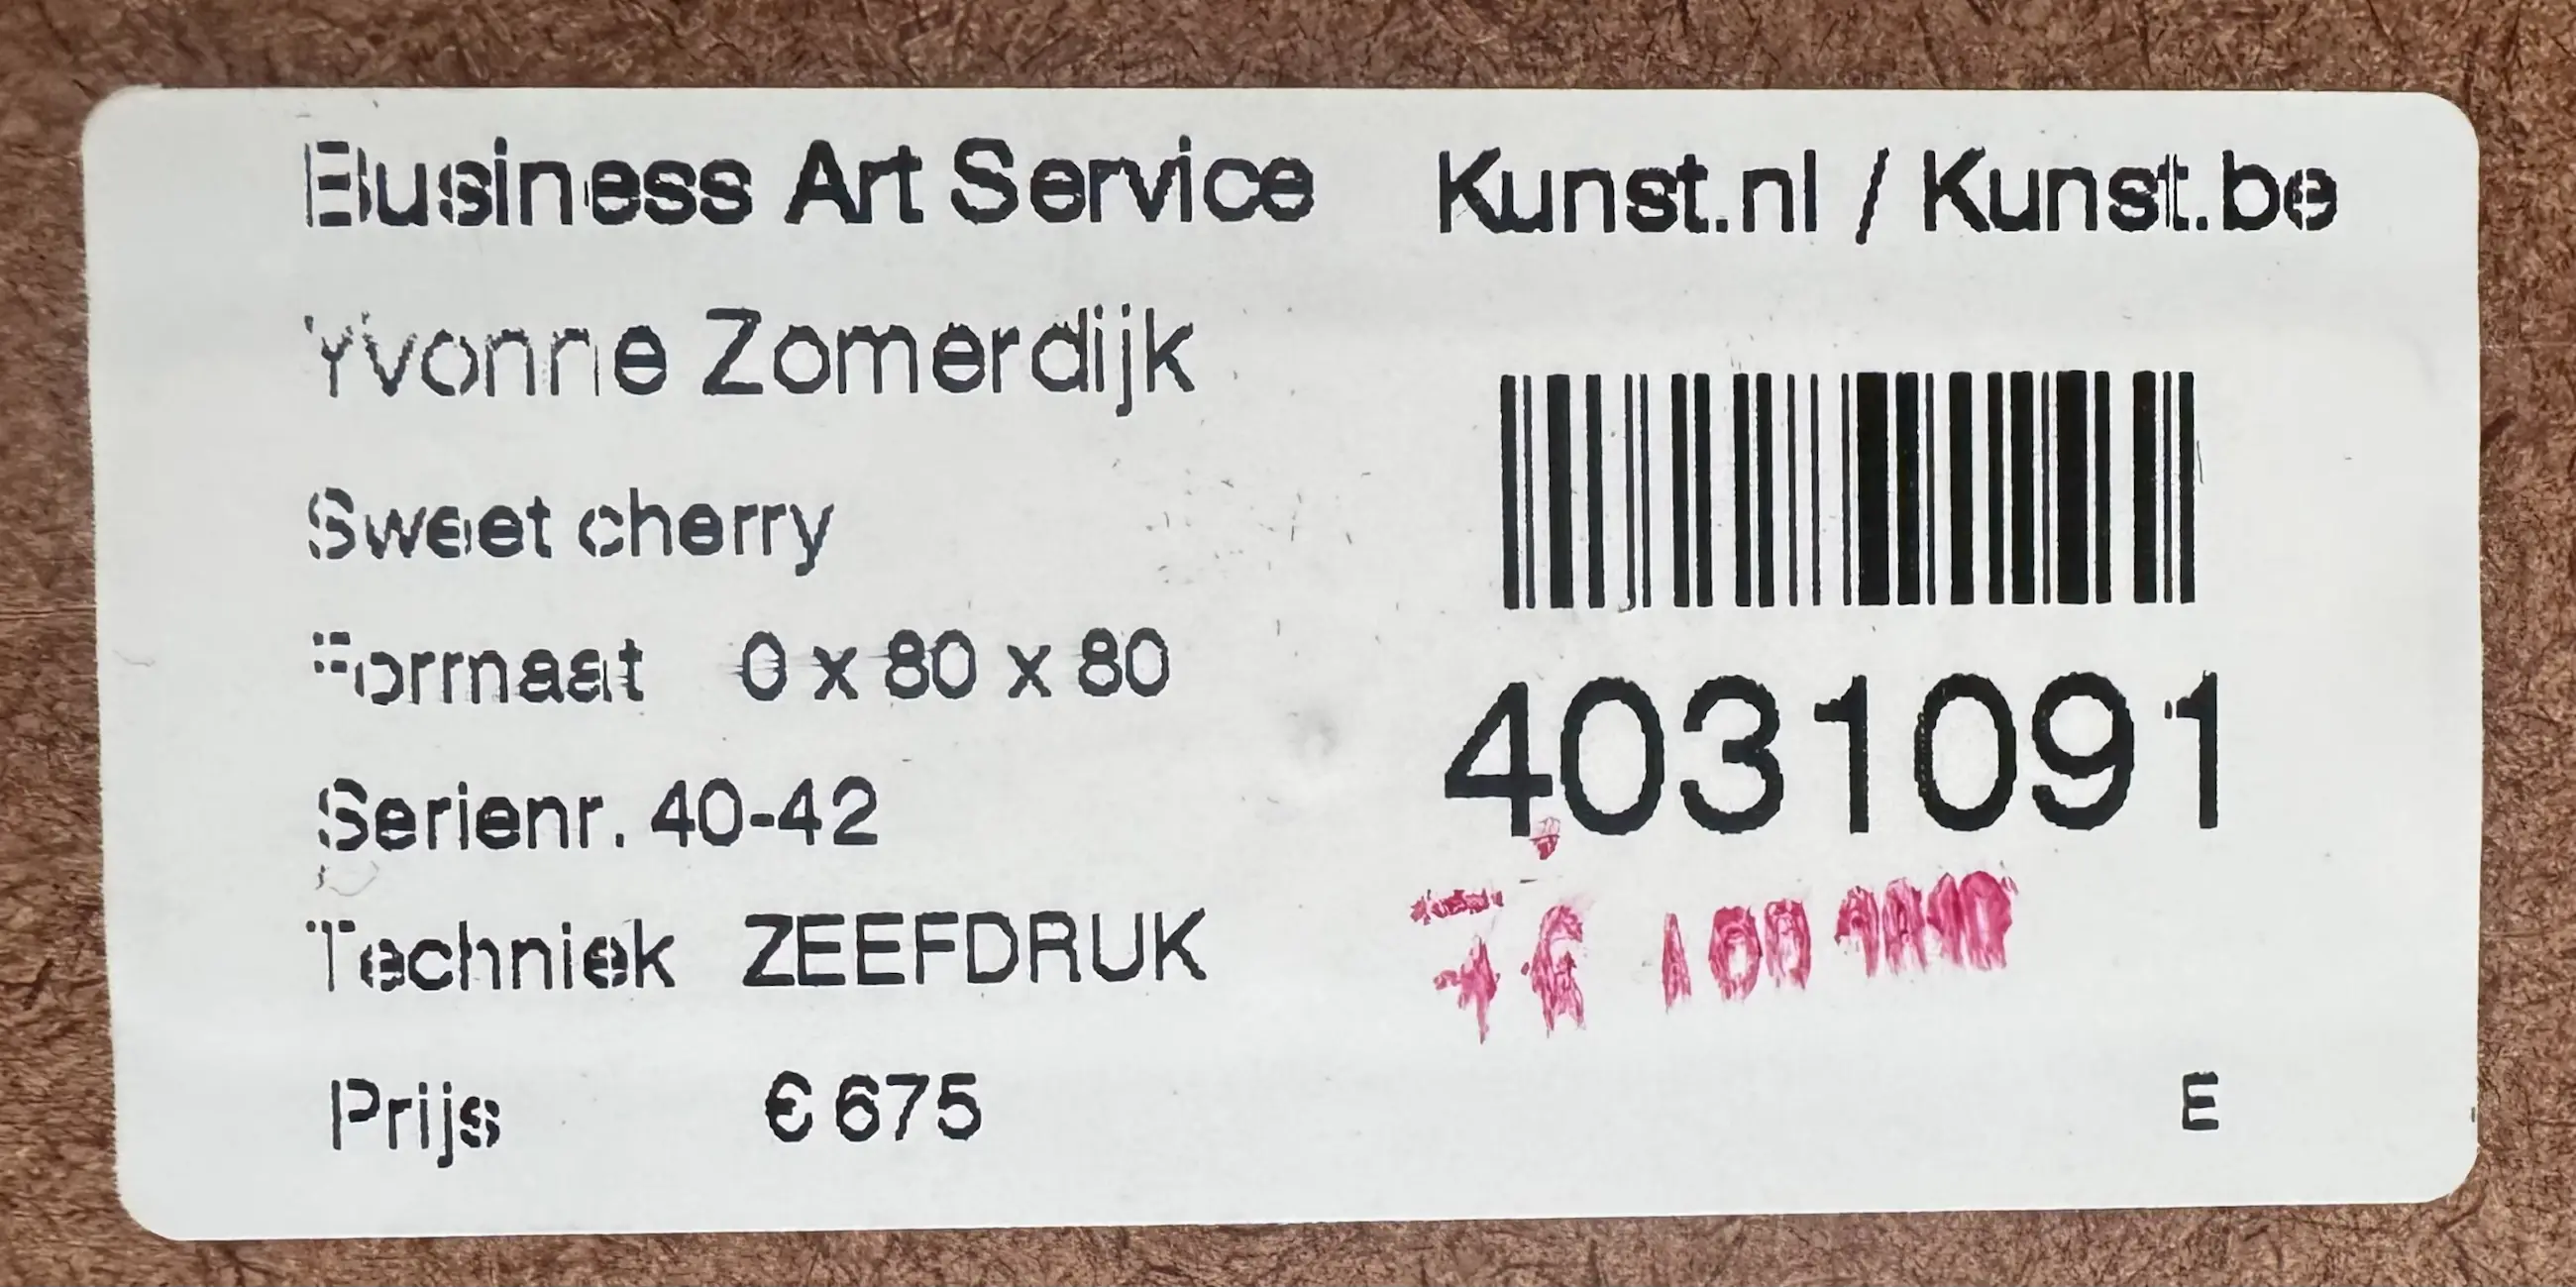 Business Art Service Kunst.nl / Kunst.be
Yvonne Zomerdijk
Sweet cherry
Formaat 0 x 80 x 80
4031091
Serienr. 40-42
Techniek ZEEFDRUK
Prijs € 675 E